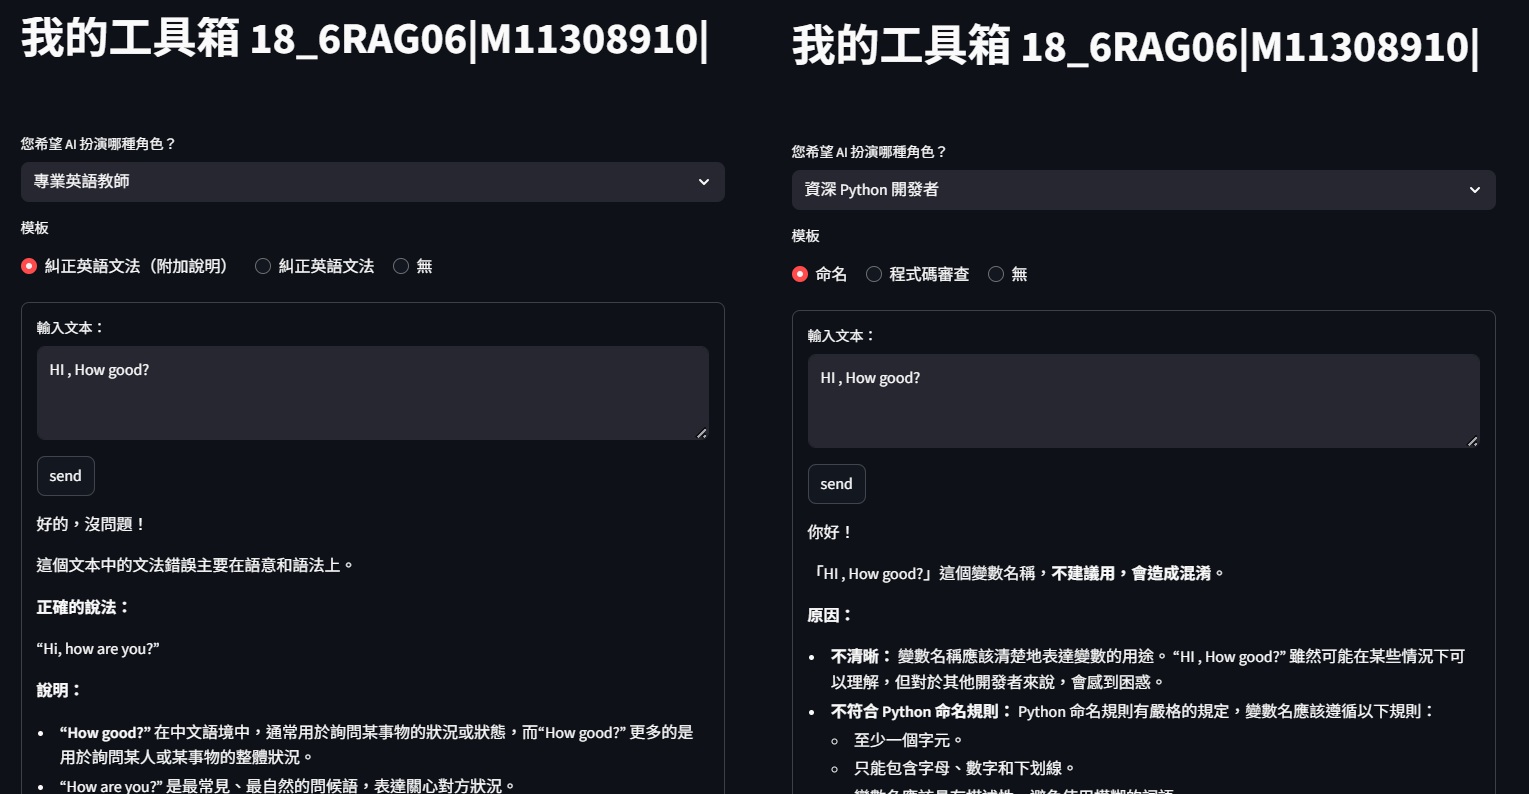 我的工具箱 18_6RAG06|M11308910|
您希望 AI 扮演哪種角色？
專業英語教師
模板
糾正英語文法（附加說明）
糾正英語文法
無
輸入文本：
HI , How good?
send
好的，沒問題！
這個文本中的文法錯誤主要在語意和語法上。
正確的說法：
“Hi, how are you?”
說明：
“How good?” 在中文語境中，通常用於詢問某事物的狀況或狀態，而“How good?” 更多的是
用於詢問某人或某事物的整體狀況。
“How are you?” 是最常見、最自然的問候語，表達關心對方狀況。
我的工具箱 18_6RAG06|M11308910|
您希望 AI 扮演哪種角色？
資深 Python 開發者
模板
命名
程式碼審查
無
輸入文本：
HI , How good?
send
你好！
「HI , How good?」這個變數名稱，不建議用，會造成混淆。
原因：
不清晰： 變數名稱應該清楚地表達變數的用途。 “HI , How good?” 雖然可能在某些情況下可
以理解，但對於其他開發者來說，會感到困惑。
不符合 Python 命名規則： Python 命名規則有嚴格的規定，變數名應該遵循以下規則：
至少一個字元。
只能包含字母、數字和下划線。